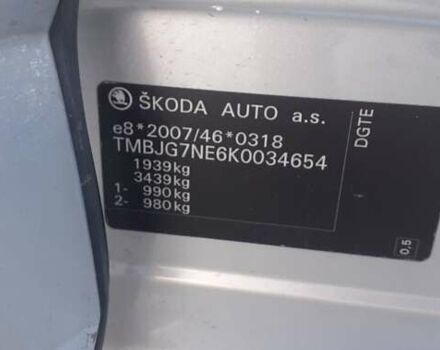 ŠKODA AUTO a.s.
e8*2007/46*0318
TMBJG7NE6K0034654
1939kg
3439kg
1- 990kg
2- 980kg
DGTE
0,5